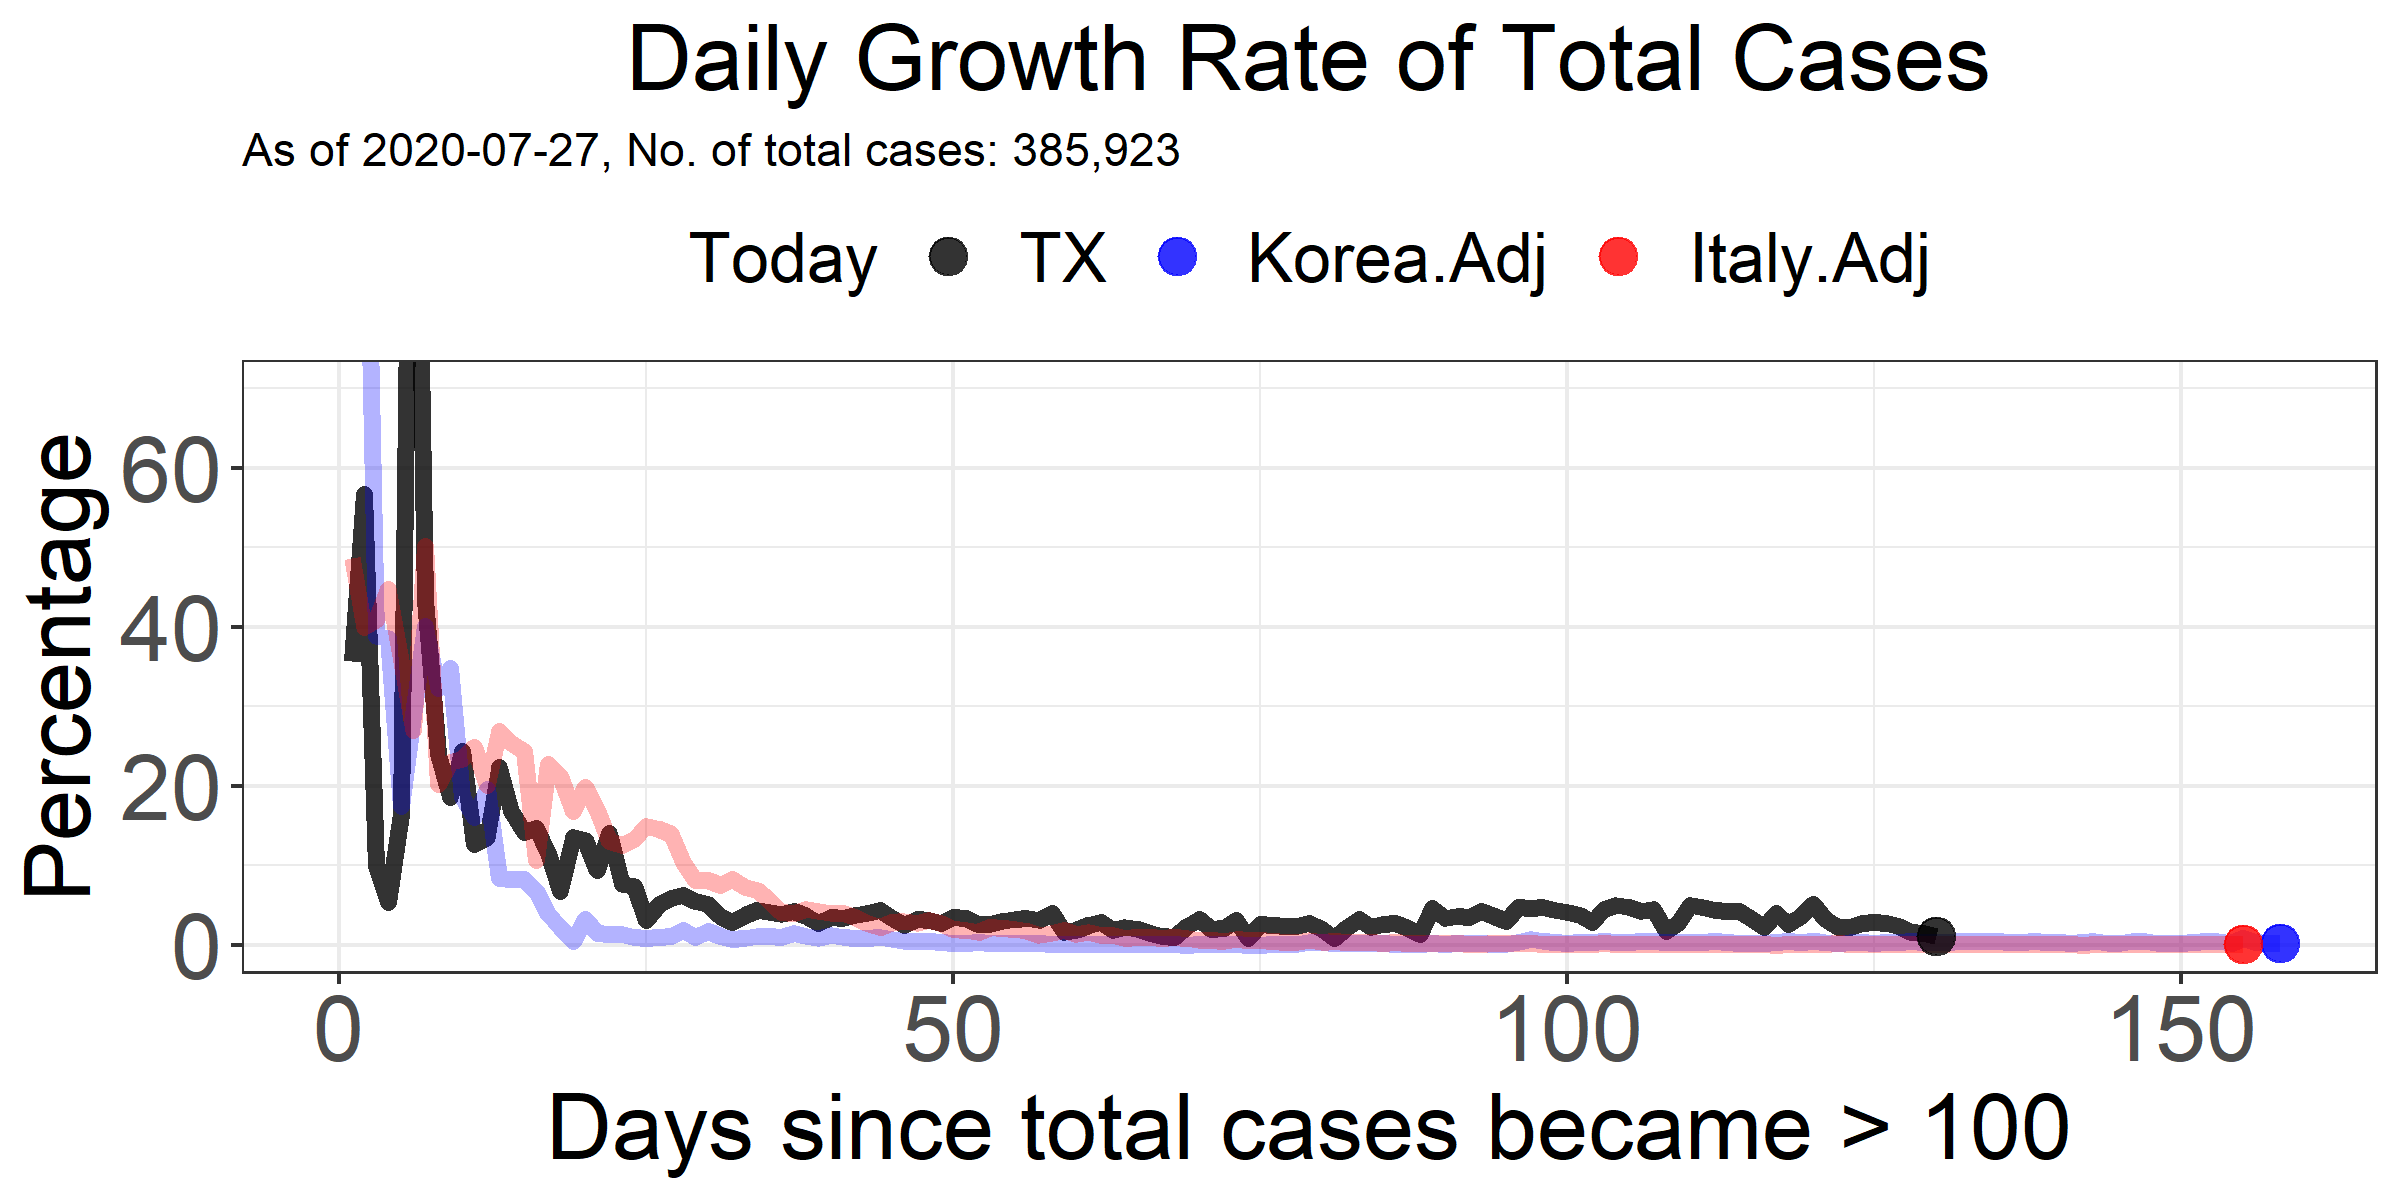 Daily Growth Rate of Total Cases
As of 2020-07-27, No. of total cases: 385,923
Today TX Korea.Adj Italy.Adj
Percentage
60
40
20
0
0 50 100 150
Days since total cases became > 100